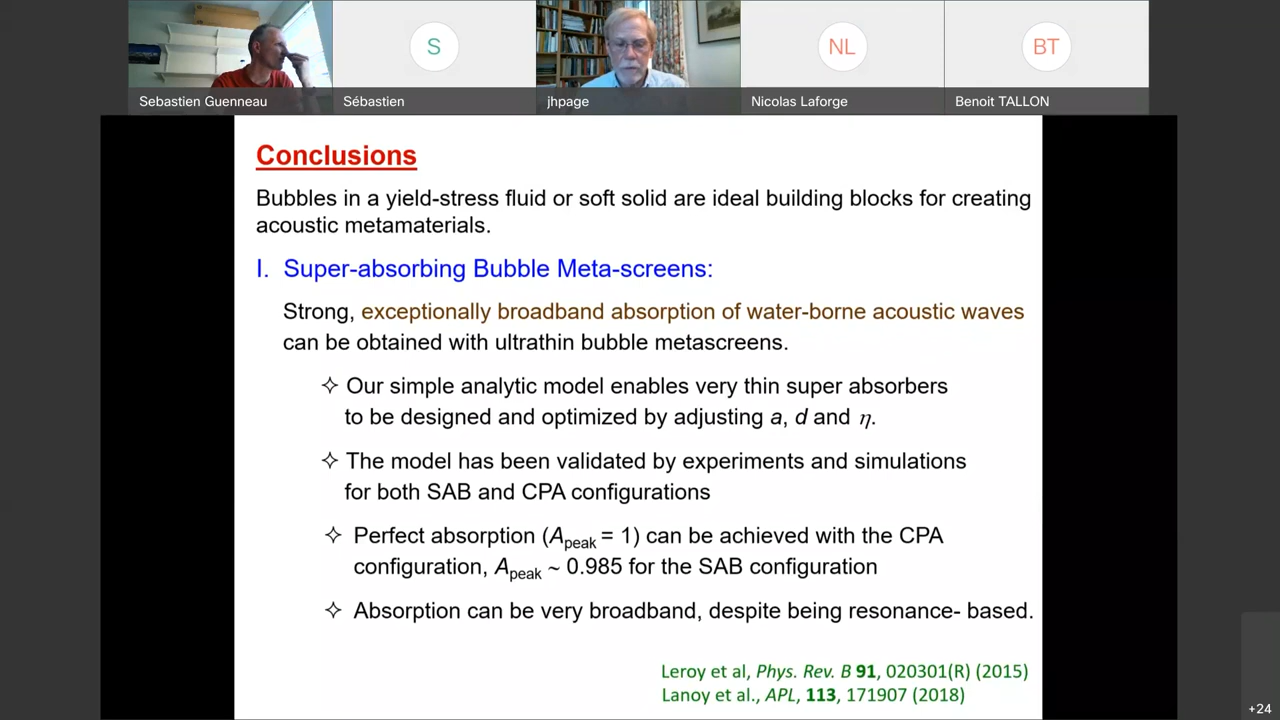 S
NL
BT
Sebastien Guenneau
Sébastien
jhpage
Nicolas Laforge
Benoit TALLON
Conclusions
Bubbles in a yield-stress fluid or soft solid are ideal building blocks for creating
acoustic metamaterials.
I. Super-absorbing Bubble Meta-screens:
Strong, exceptionally broadband absorption of water-borne acoustic waves
can be obtained with ultrathin bubble metascreens.
✧ Our simple analytic model enables very thin super absorbers
to be designed and optimized by adjusting a, d and η.
✧ The model has been validated by experiments and simulations
for both SAB and CPA configurations
✧ Perfect absorption (Apeak = 1) can be achieved with the CPA
configuration, Apeak ~ 0.985 for the SAB configuration
✧ Absorption can be very broadband, despite being resonance- based.
Leroy et al, Phys. Rev. B 91, 020301(R) (2015)
Lanoy et al., APL, 113, 171907 (2018)
+24